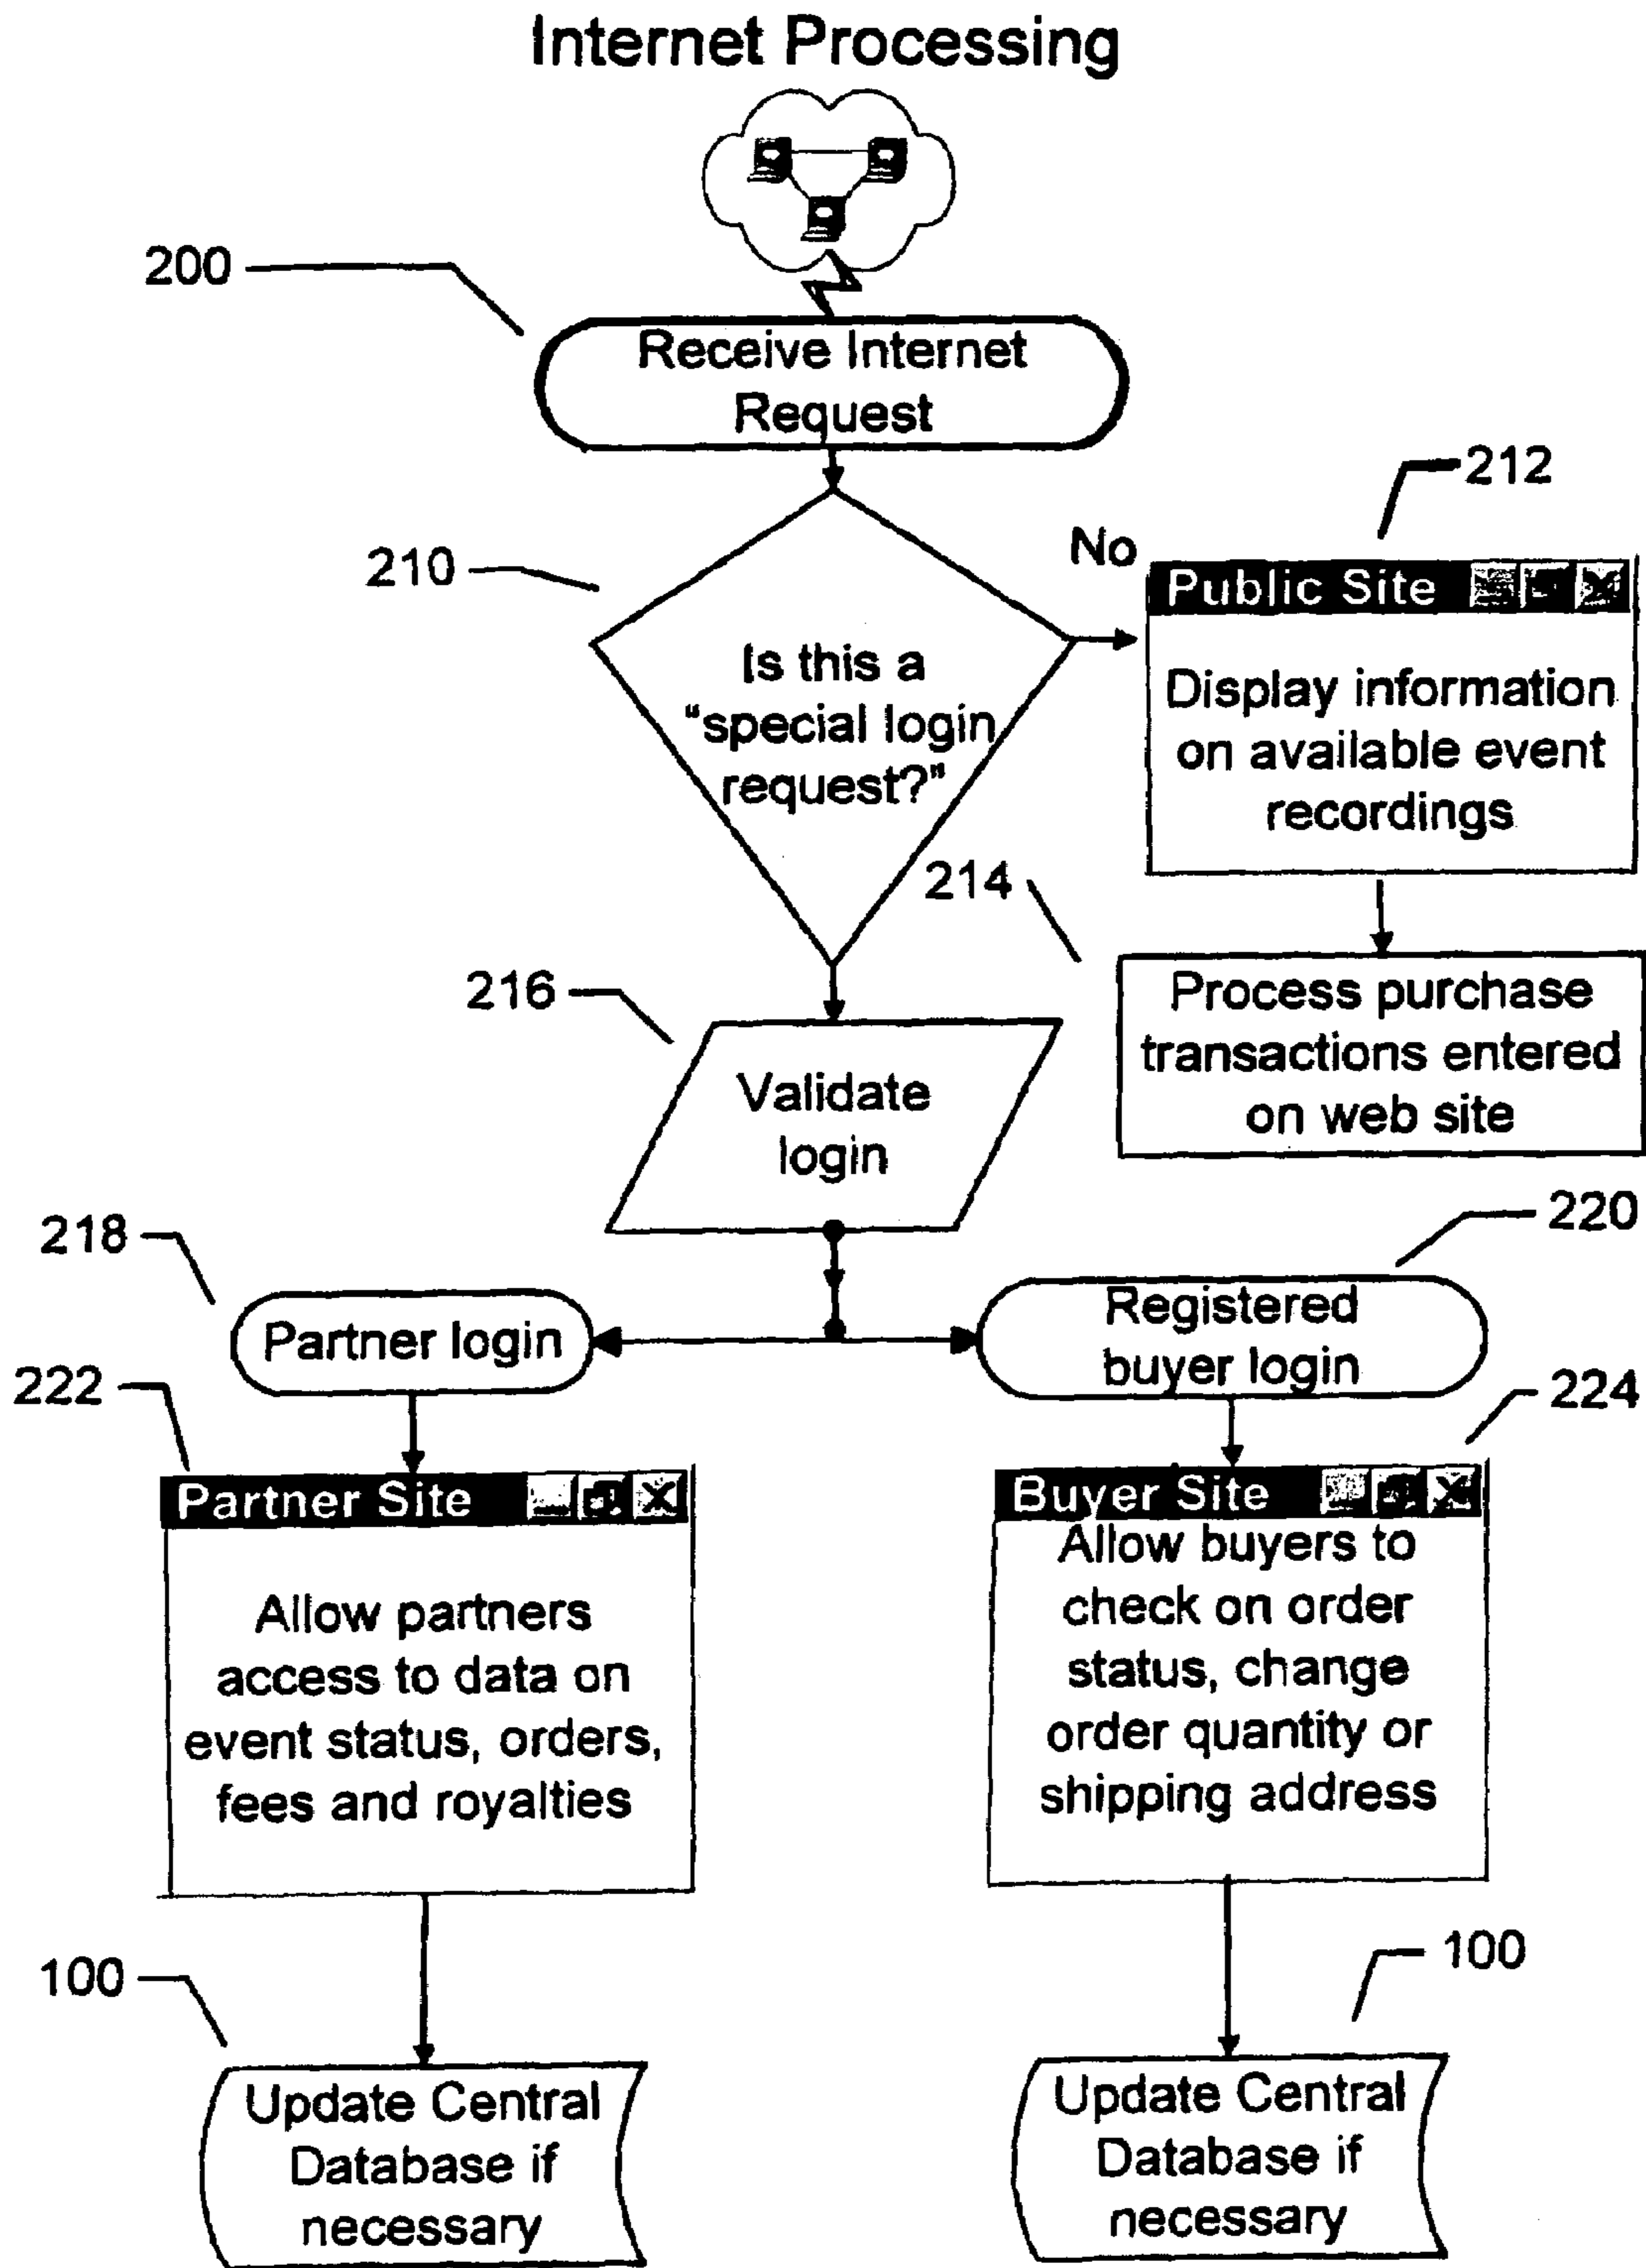 Internet Processing
200
Receive Internet
Request
212
No
210
Public Site
Is this a
"special login
request?"
Display information
on available event
recordings
214
216
Process purchase
transactions entered
on web site
Validate
login
218
220
Partner login
Registered
buyer login
222
224
Partner Site
Allow partners
access to data on
event status, orders,
fees and royalties
Buyer Site
Allow buyers to
check on order
status, change
order quantity or
shipping address
100
100
Update Central
Database if
necessary
Update Central
Database if
necessary